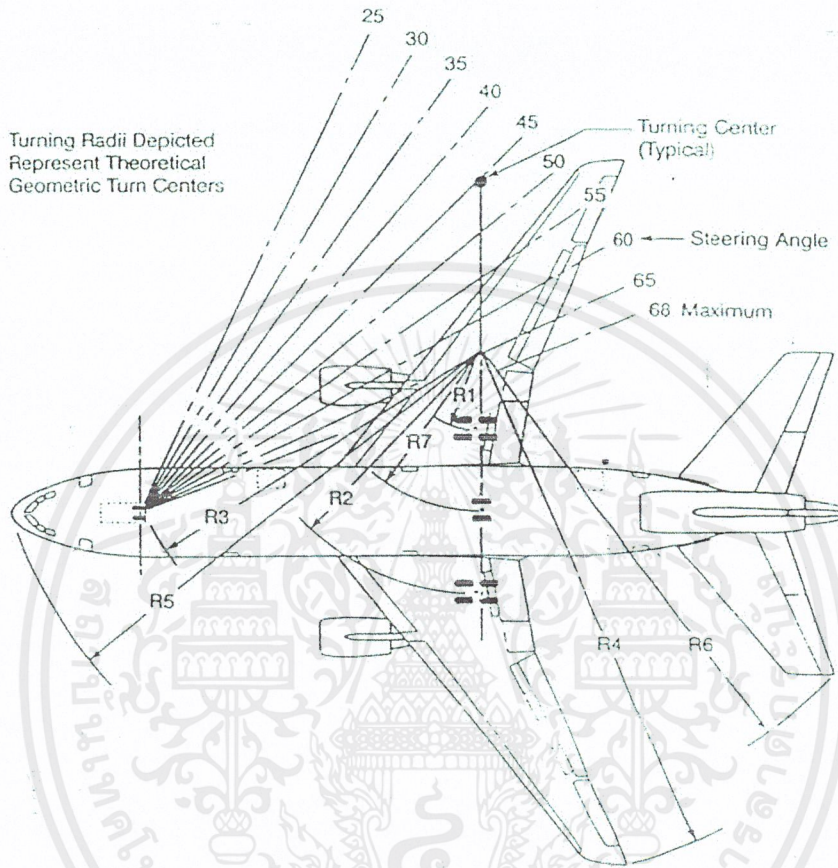 25
30
35
40
45
50
55
60
Steering Angle
65
68 Maximum
Turning Radii Depicted
Represent Theoretical
Geometric Turn Centers
Turning Center
(Typical)
R1
R7
R2
R3
R5
R4
R6